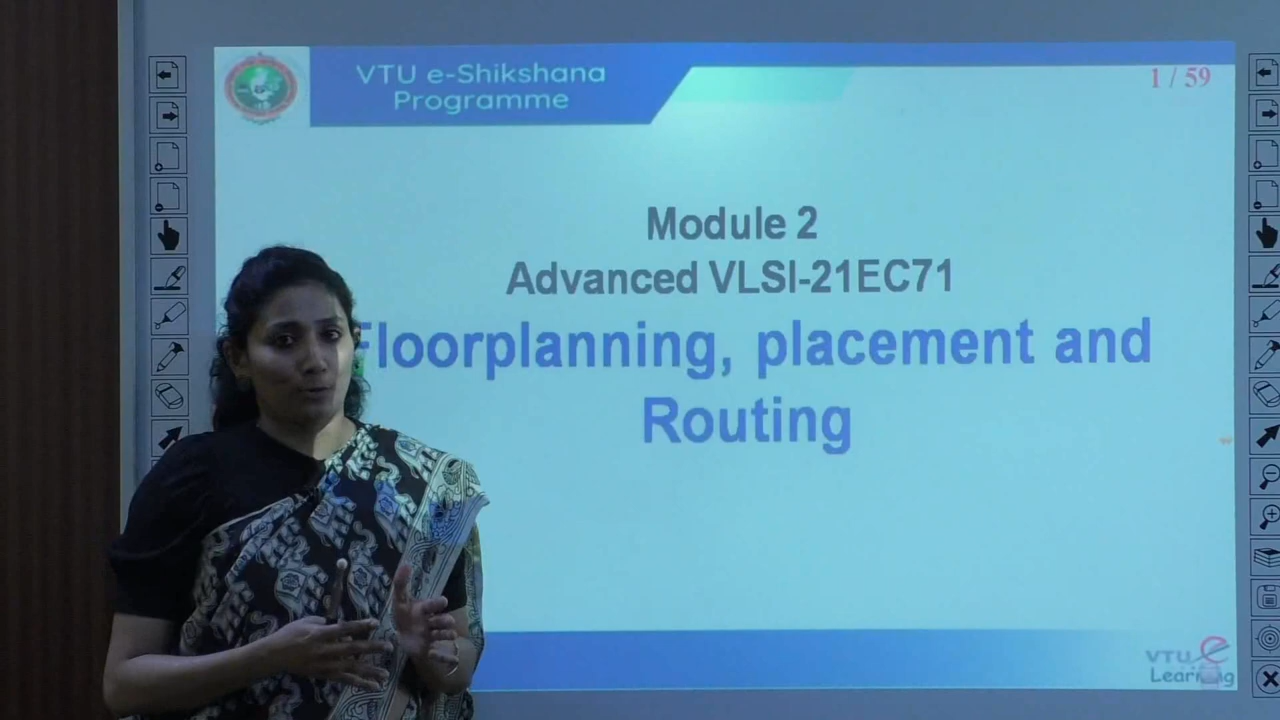 VTU e-Shikshana
Programme
1 / 59
Module 2
Advanced VLSI-21EC71
Floorplanning, placement and
Routing
VTU e
Learning